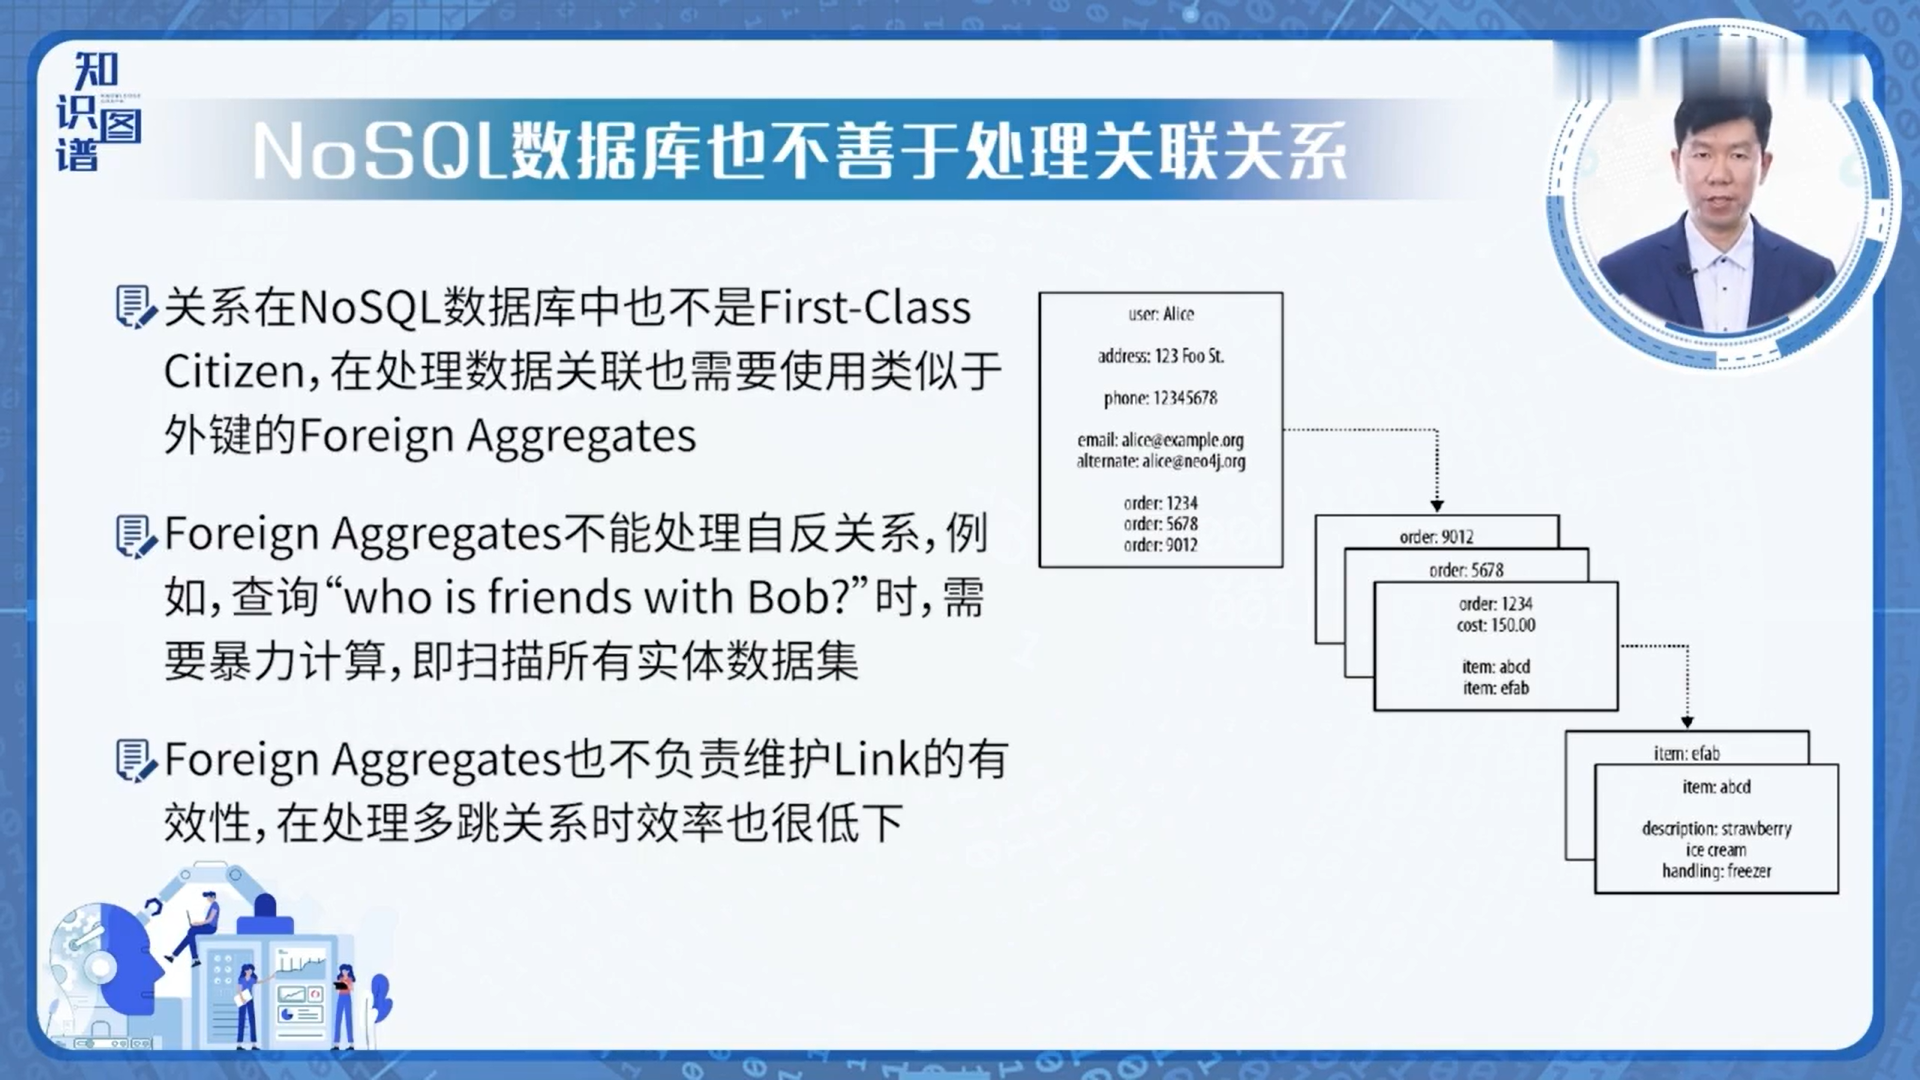 知
识图
谱
KNOWLEDGE
GRAPH
NoSQL数据库也不善于处理关联关系
关系在NoSQL数据库中也不是First-Class
Citizen，在处理数据关联也需要使用类似于
外键的Foreign Aggregates
Foreign Aggregates不能处理自反关系，例
如，查询“who is friends with Bob?”时，需
要暴力计算，即扫描所有实体数据集
Foreign Aggregates也不负责维护Link的有
效性，在处理多跳关系时效率也很低下
user: Alice
address: 123 Foo St.
phone: 12345678
email: alice@example.org
alternate: alice@neo4j.org
order: 1234
order: 5678
order: 9012
order: 9012
order: 5678
order: 1234
cost: 150.00
item: abcd
item: efab
item: efab
item: abcd
description: strawberry
ice cream
handling: freezer